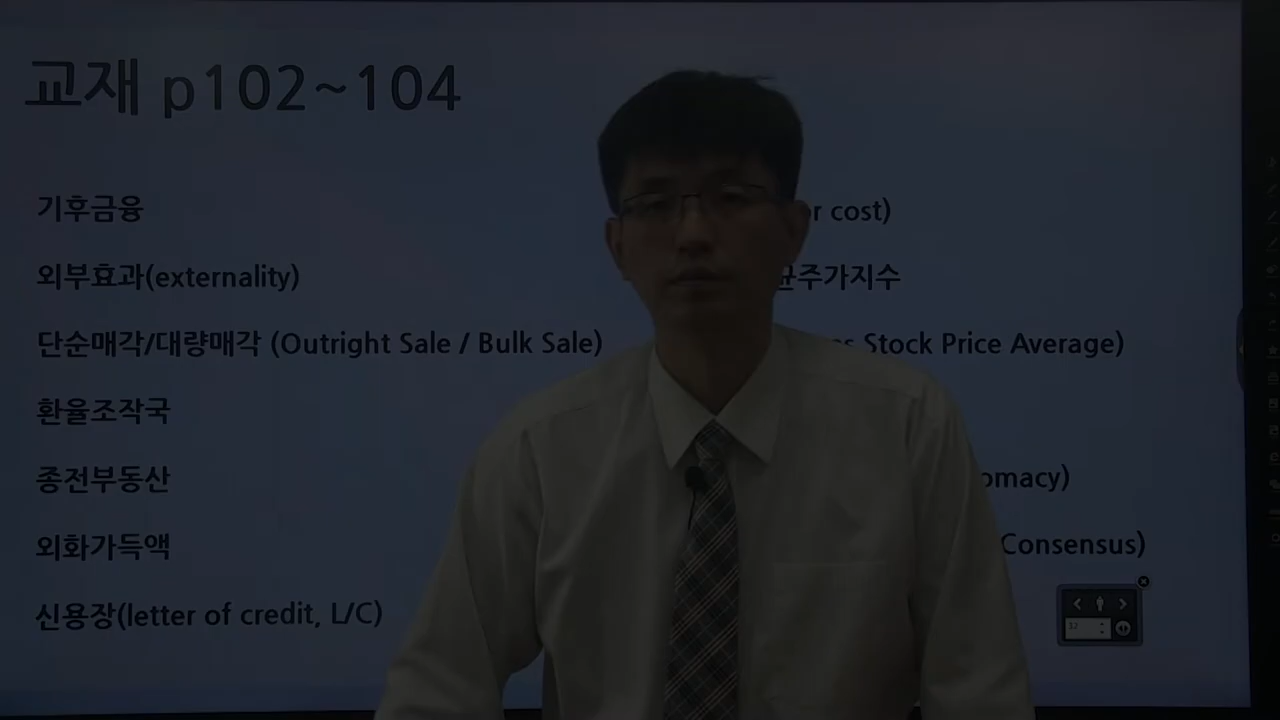 교재 p102~104
기후금융
외부효과(externality)
단순매각/대량매각 (Outright Sale / Bulk Sale)
환율조작국
종전부동산
외화가득액
신용장(letter of credit, L/C)
cost)
주가지수
Stock Price Average)
Consensus)
12